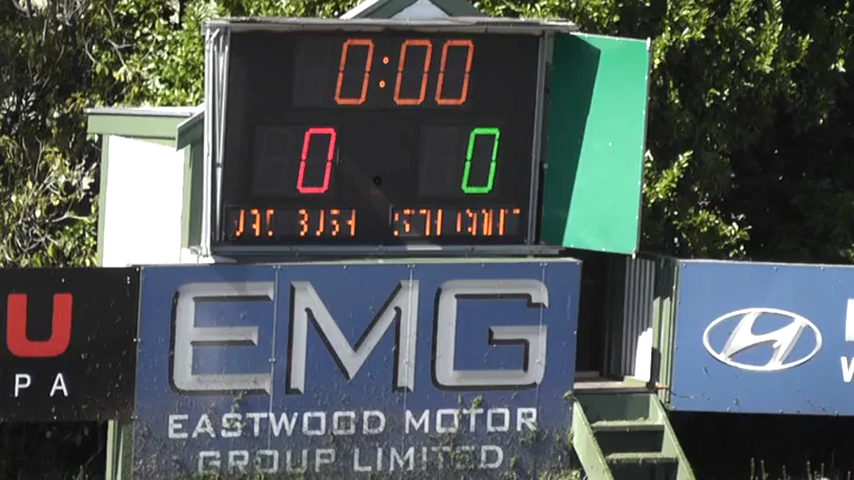 0:00
0 0
EMG
EASTWOOD MOTOR
GROUP LIMITED
U
PA
W